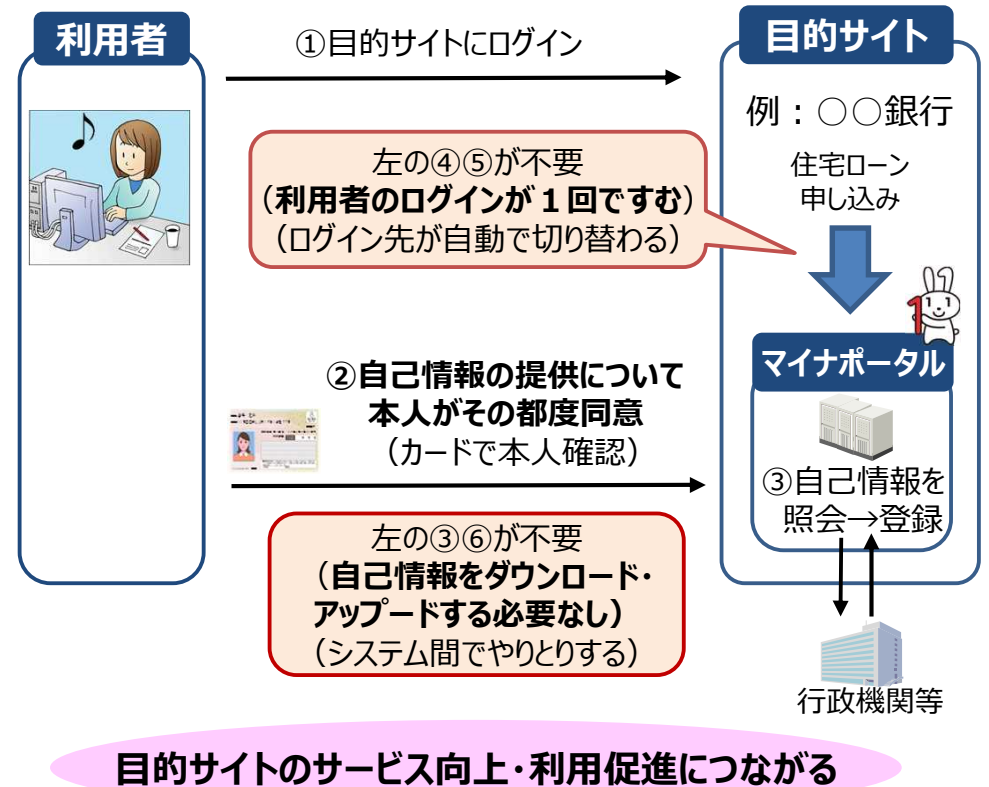 利用者
①目的サイトにログイン
目的サイト
例：○○銀行
住宅ローン
申し込み
左の④⑤が不要
（利用者のログインが１回ですむ）
（ログイン先が自動で切り替わる）
マイナポータル
②自己情報の提供について
本人がその都度同意
（カードで本人確認）
③自己情報を
照会→登録
左の③⑥が不要
（自己情報をダウンロード・
アップードする必要なし）
（システム間でやりとりする）
行政機関等
目的サイトのサービス向上・利用促進につながる